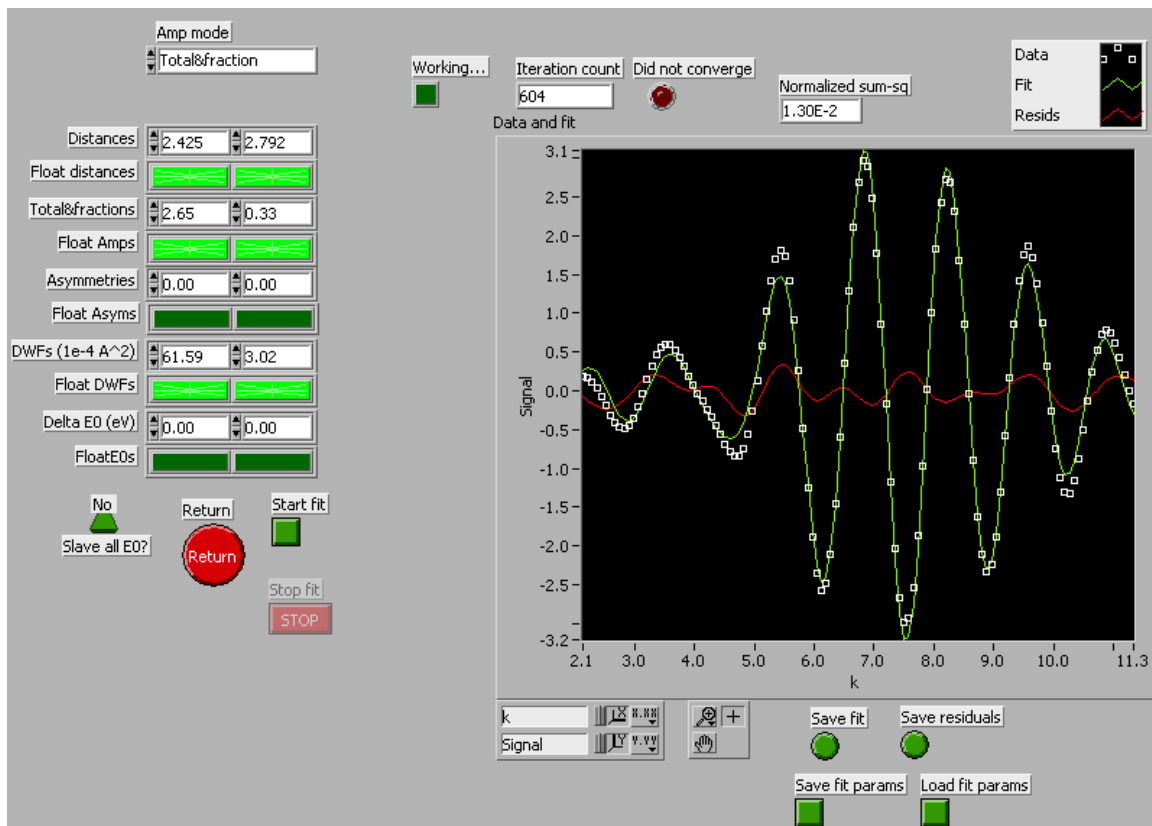 Amp mode
Total&fraction
Working...
Iteration count
604
Did not converge
Normalized sum-sq
1.30E-2
Data
Fit
Resids
Distances 2.425 2.792
Float distances
Total&fractions 2.65 0.33
Float Amps
Asymmetries 0.00 0.00
Float Asyms
DWFs (1e-4 A^2) 61.59 3.02
Float DWFs
Delta E0 (eV) 0.00 0.00
FloatE0s
No
Slave all E0?
Return
Return
Start fit
Stop fit
STOP
Data and fit
Signal
3.1
2.5
2.0
1.5
1.0
0.5
0.0
-0.5
-1.0
-1.5
-2.0
-2.5
-3.2
2.1 3.0 4.0 5.0 6.0 7.0 8.0 9.0 10.0 11.3
k
k X X.XX
Signal Y Y.YY
Save fit
Save residuals
Save fit params
Load fit params